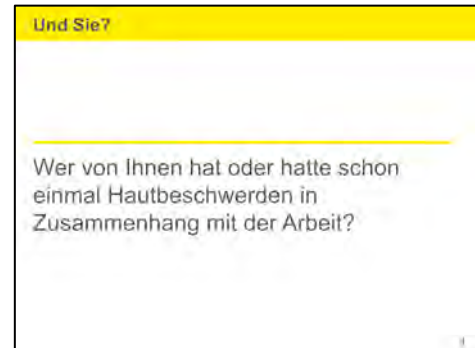 Und Sie?
Wer von Ihnen hat oder hatte schon
einmal Hautbeschwerden in
Zusammenhang mit der Arbeit?